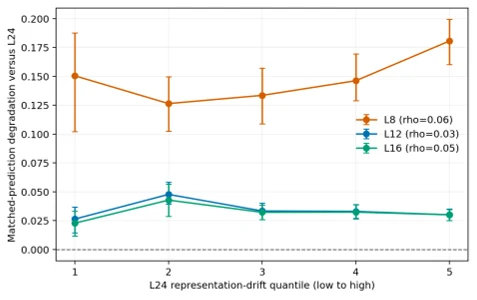 0.200
0.175
0.150
0.125
0.100
0.075
0.050
0.025
0.000
Matched-prediction degradation versus L24
L8 (rho=0.06)
L12 (rho=0.03)
L16 (rho=0.05)
1 2 3 4 5
L24 representation-drift quantile (low to high)